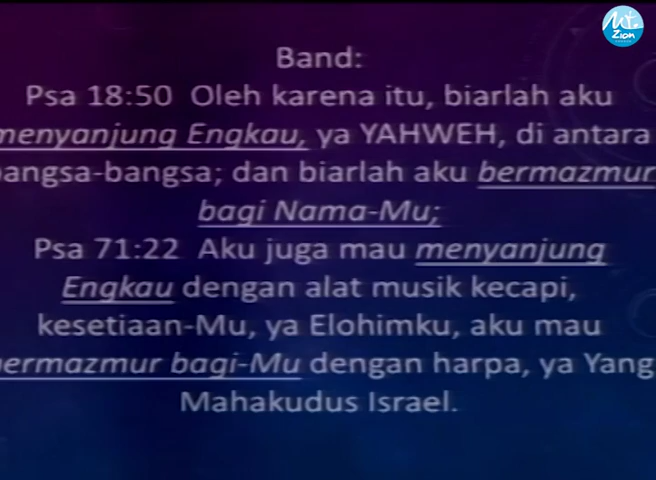 Mt. Zion
Band:
Psa 18:50 Oleh karena itu, biarlah aku
menyanjung Engkau, ya YAHWEH, di antara
bangsa-bangsa; dan biarlah aku bermazmur
bagi Nama-Mu;
Psa 71:22 Aku juga mau menyanjung
Engkau dengan alat musik kecapi,
kesetiaan-Mu, ya Elohimku, aku mau
bermazmur bagi-Mu dengan harpa, ya Yang
Mahakudus Israel.